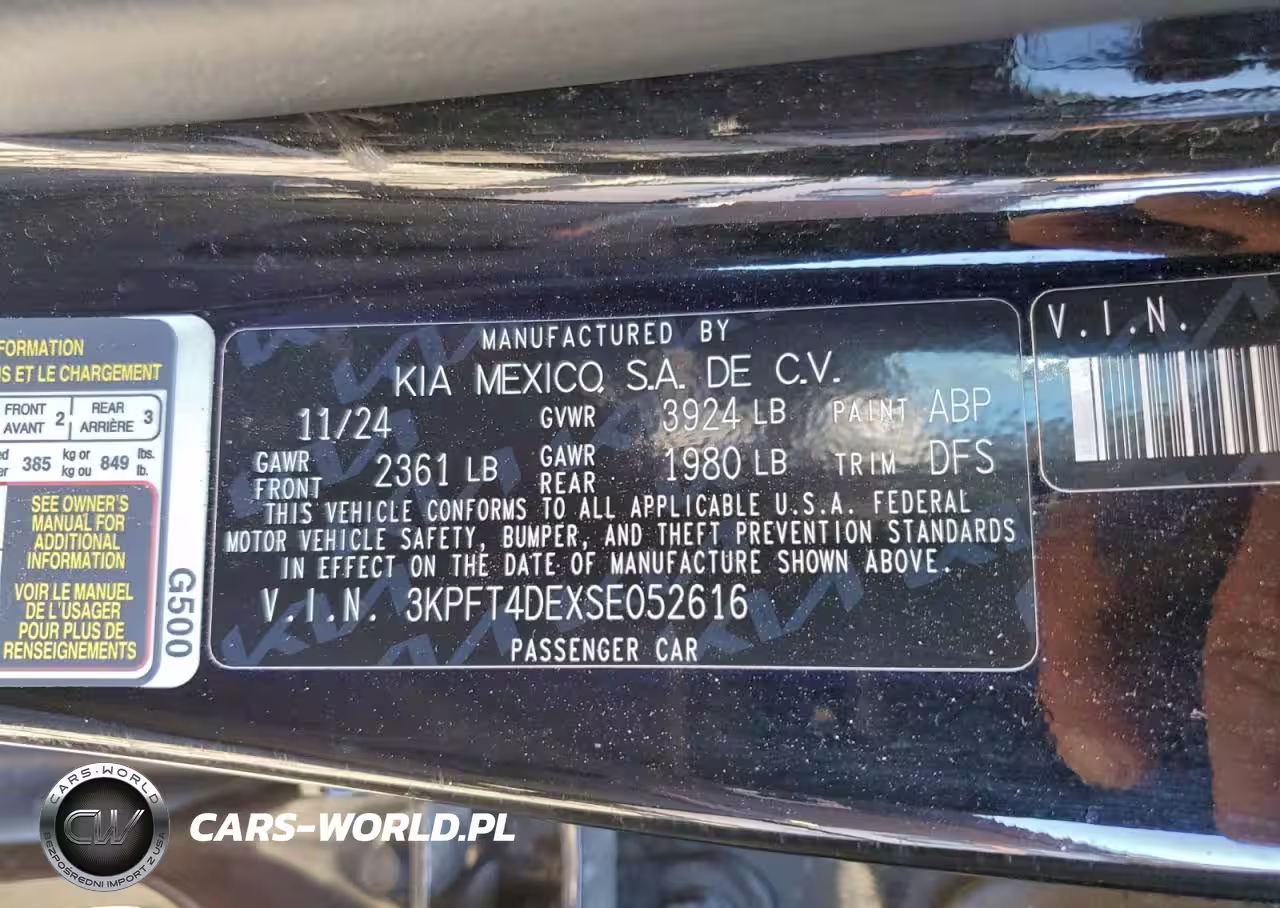 FORMATION
S ET LE CHARGEMENT
FRONT AVANT 2 REAR ARRIÈRE 3
385 kg or kg ou 849 lbs. lb.
SEE OWNER'S
MANUAL FOR
ADDITIONAL
INFORMATION
VOIR LE MANUEL
DE L'USAGER
POUR PLUS DE
RENSEIGNEMENTS
G500
MANUFACTURED BY
KIA MEXICO, S.A. DE C.V.
11/24 GVWR 3924 LB PAINT ABP
GAWR FRONT 2361 LB GAWR REAR 1980 LB TRIM DFS
THIS VEHICLE CONFORMS TO ALL APPLICABLE U.S.A. FEDERAL
MOTOR VEHICLE SAFETY, BUMPER, AND THEFT PREVENTION STANDARDS
IN EFFECT ON THE DATE OF MANUFACTURE SHOWN ABOVE.
V.I.N. 3KPFT4DEXSE052616
PASSENGER CAR
V.I.N.
CARS-WORLD
CW
BEZPOŚREDNI IMPORT Z USA
CARS-WORLD.PL